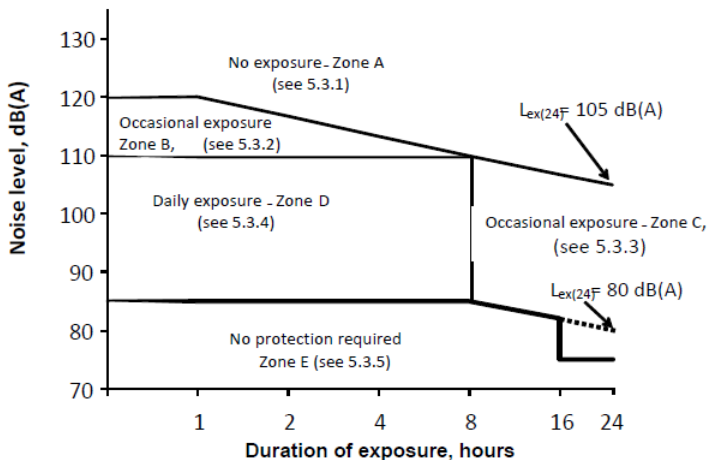 130
120
110
100
90
80
70
Noise level, dB(A)
No exposure - Zone A
(see 5.3.1)
Occasional exposure
Zone B, (see 5.3.2)
Lex(24)= 105 dB(A)
Daily exposure - Zone D
(see 5.3.4)
Occasional exposure - Zone C,
(see 5.3.3)
Lex(24)= 80 dB(A)
No protection required
Zone E (see 5.3.5)
1 2 4 8 16 24
Duration of exposure, hours